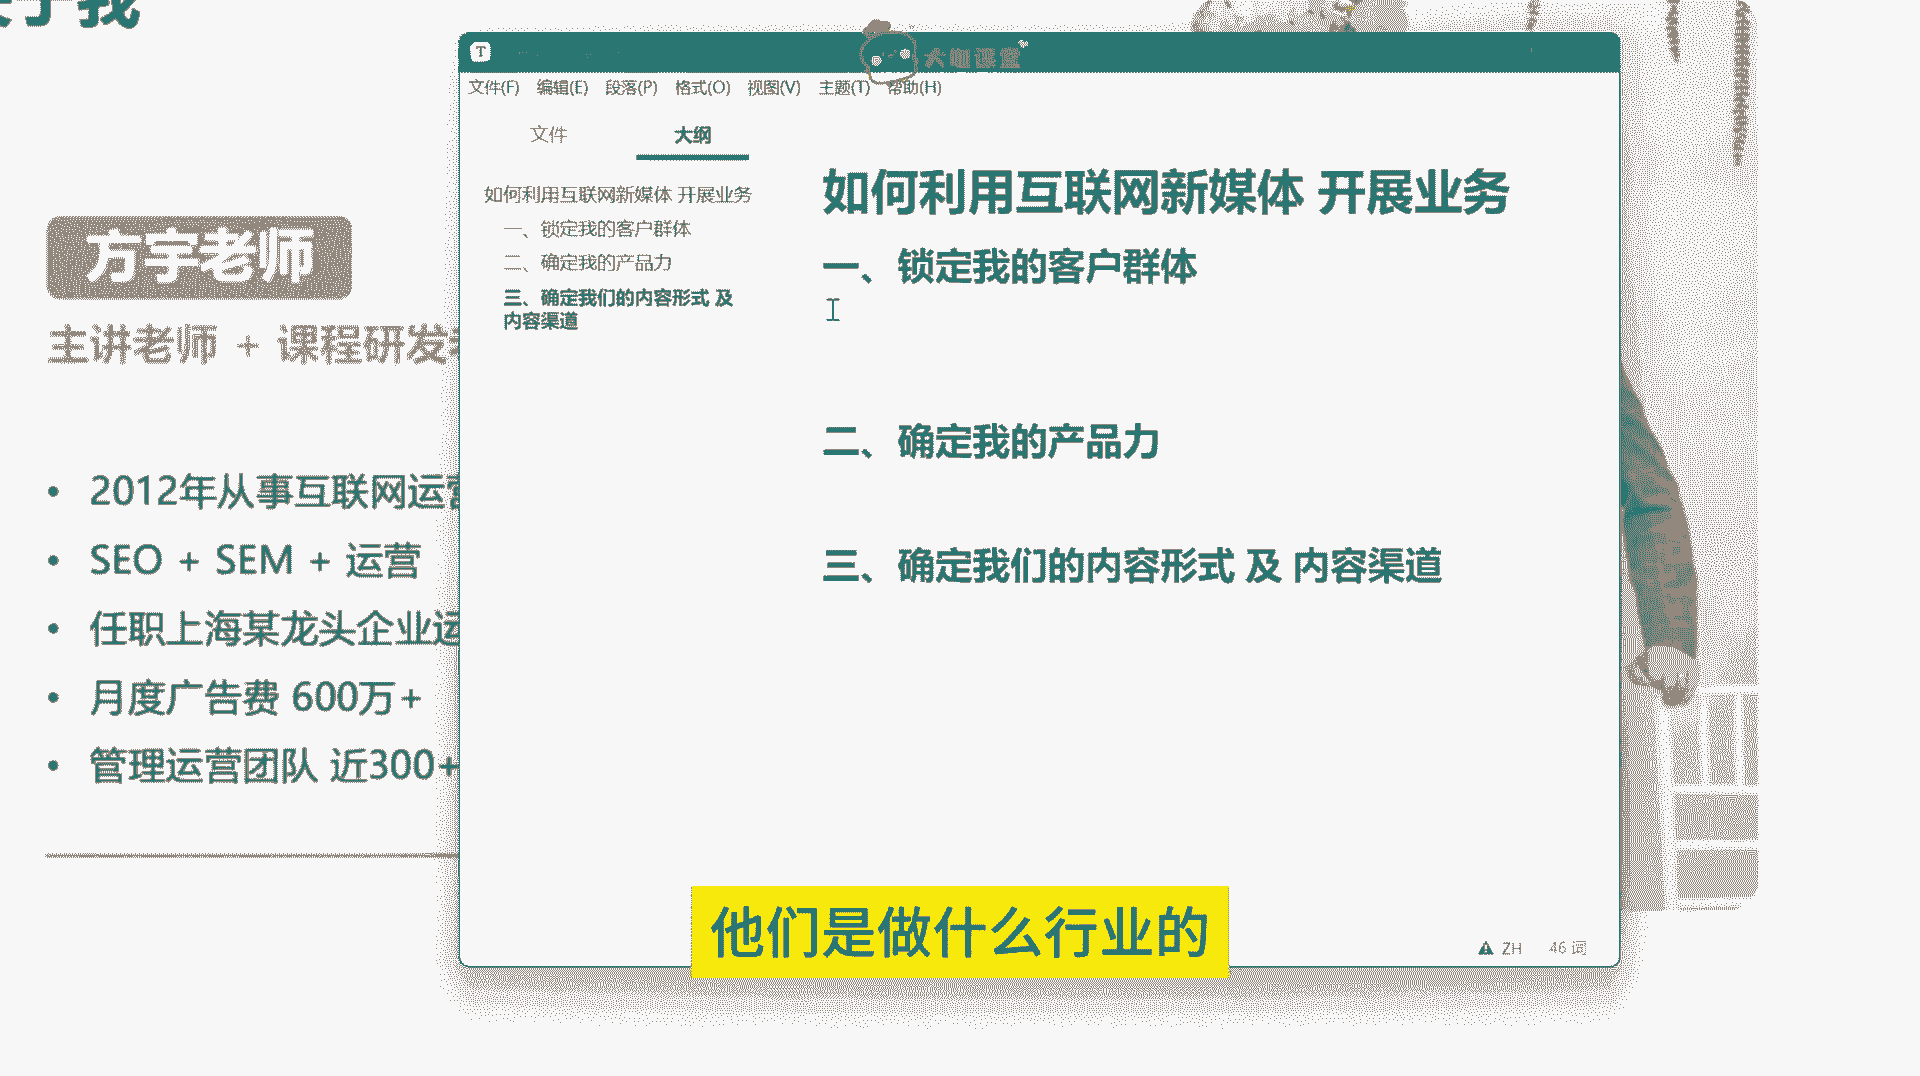 方宇老师
主讲老师 + 课程研发
2012年从事互联网运营
SEO + SEM + 运营
任职上海某龙头企业运
月度广告费 600万+
管理运营团队 近300+
T
大咖课堂
文件(F) 编辑(E) 段落(P) 格式(O) 视图(V) 主题(T) 帮助(H)
文件 大纲
如何利用互联网新媒体 开展业务
一、锁定我的客户群体
二、确定我的产品力
三、确定我们的内容形式 及
内容渠道
如何利用互联网新媒体 开展业务
一、锁定我的客户群体
二、确定我的产品力
三、确定我们的内容形式 及 内容渠道
ZH 46 词
他们是做什么行业的